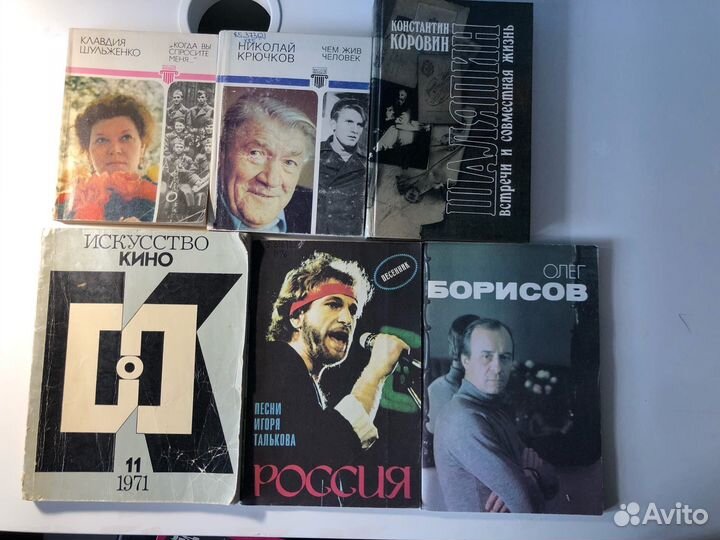 КЛАВДИЯ
ШУЛЬЖЕНКО
„КОГДА ВЫ
СПРОСИТЕ
МЕНЯ..."
НИКОЛАЙ
КРЮЧКОВ
ЧЕМ ЖИВ
ЧЕЛОВЕК
КОНСТАНТИН
КОРОВИН
ШАЛЯПИН
встречи и совместная жизнь
ИСКУССТВО
КИНО
11
1971
ПЕСЕННИК
ПЕСНИ
ИГОРЯ
ТАЛЬКОВА
РОССИЯ
ОЛЕГ
БОРИСОВ
Avito